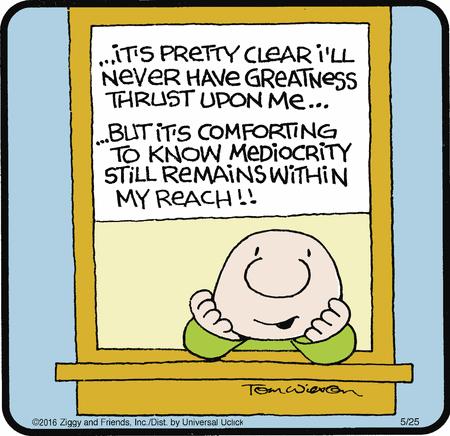 ...it's pretty clear i'll
never have greatness
thrust upon me...
...but it's comforting
to know mediocrity
still remains within
my reach!!
Tom Wilson
©2016 Ziggy and Friends, Inc./Dist. by Universal Uclick
5/25